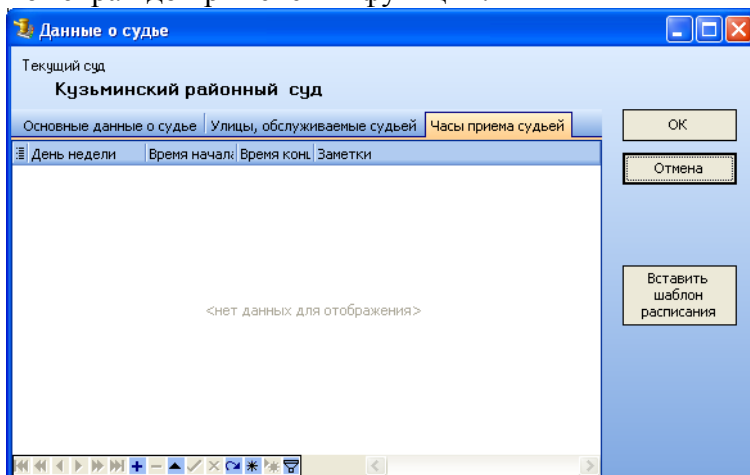 Данные о судье
Текущий суд
Кузьминский районный суд
Основные данные о судье Улицы, обслуживаемые судьей Часы приема судьей
День недели Время начала Время конц Заметки
<нет данных для отображения>
ОК
Отмена
Вставить
шаблон
расписания